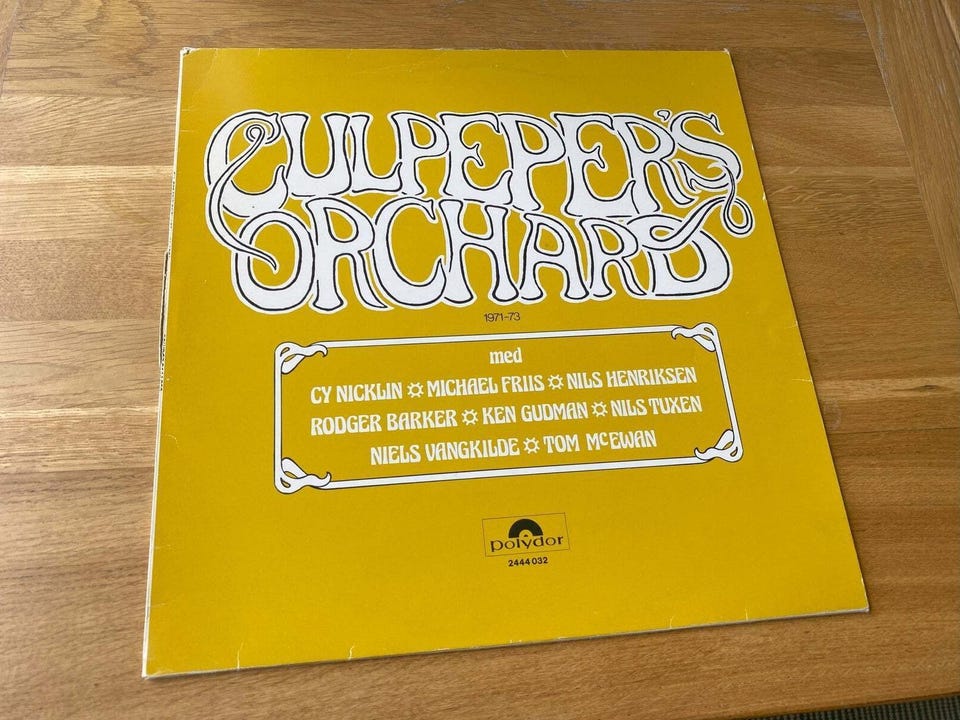 CULPEPER'S
ORCHARD
1971-73
med
CY NICKLIN ☼ MICHAEL FRIIS ☼ NILS HENRIKSEN
RODGER BARKER ☼ KEN GUDMAN ☼ NILS TUXEN
NIELS VANGKILDE ☼ TOM McEWAN
polydor
2444 032